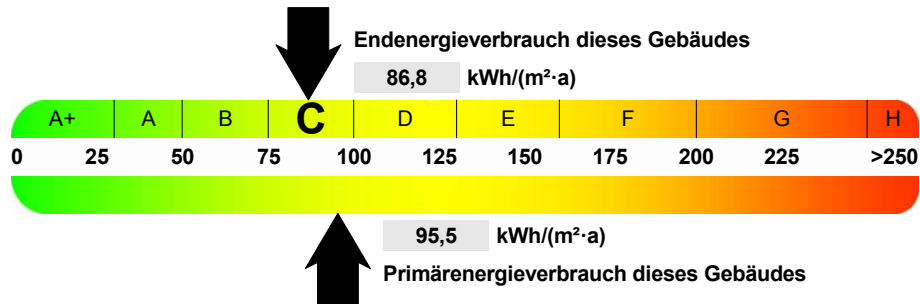 Endenergieverbrauch dieses Gebäudes
86,8 kWh/(m²·a)
A+ A B C D E F G H
0 25 50 75 100 125 150 175 200 225 >250
95,5 kWh/(m²·a)
Primärenergieverbrauch dieses Gebäudes